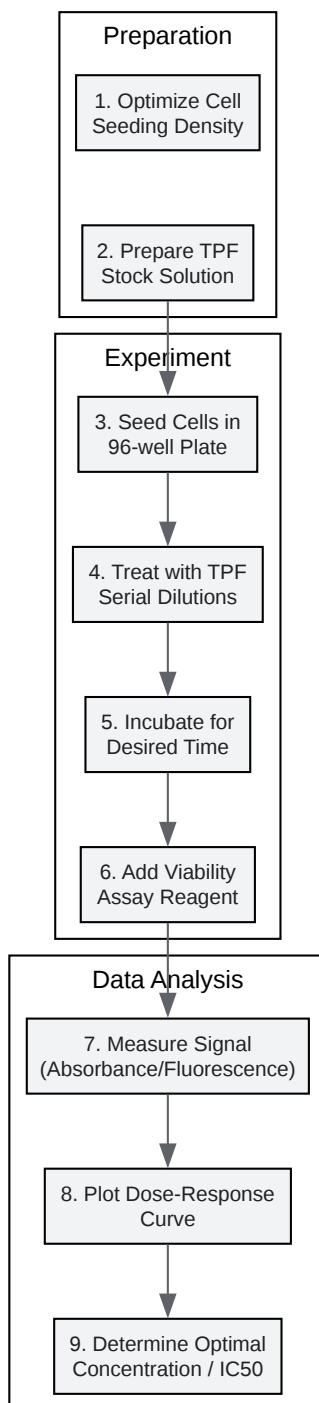 Preparation
1. Optimize Cell
Seeding Density
2. Prepare TPF
Stock Solution
Experiment
3. Seed Cells in
96-well Plate
4. Treat with TPF
Serial Dilutions
5. Incubate for
Desired Time
6. Add Viability
Assay Reagent
Data Analysis
7. Measure Signal
(Absorbance/Fluorescence)
8. Plot Dose-Response
Curve
9. Determine Optimal
Concentration / IC50